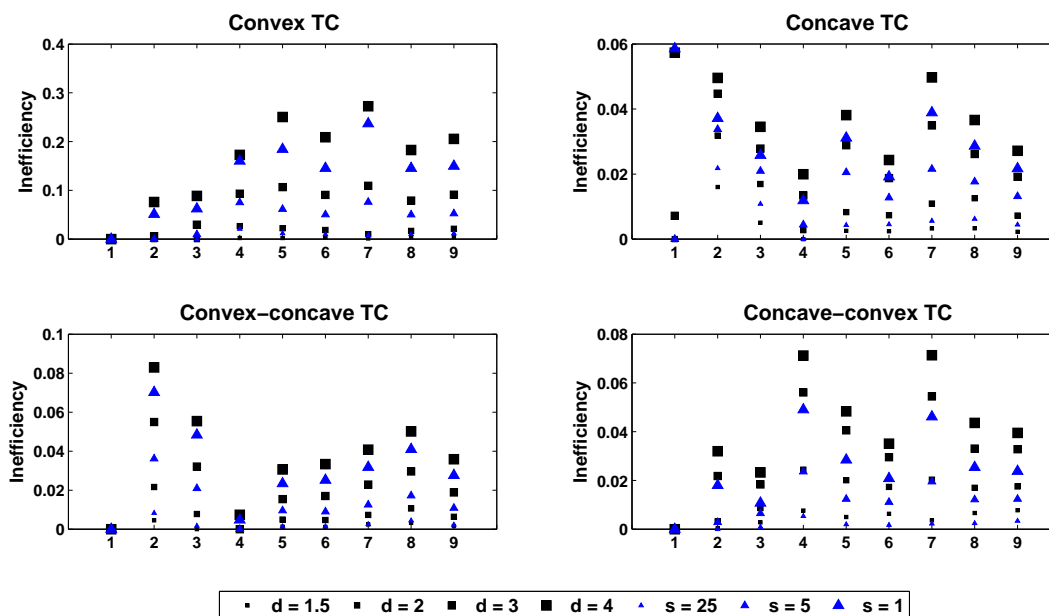 Convex TC
Inefficiency
0.4
0.3
0.2
0.1
0
1 2 3 4 5 6 7 8 9
Concave TC
Inefficiency
0.06
0.04
0.02
0
1 2 3 4 5 6 7 8 9
Convex−concave TC
Inefficiency
0.1
0.08
0.06
0.04
0.02
0
1 2 3 4 5 6 7 8 9
Concave−convex TC
Inefficiency
0.08
0.06
0.04
0.02
0
1 2 3 4 5 6 7 8 9
d = 1.5 d = 2 d = 3 d = 4 s = 25 s = 5 s = 1